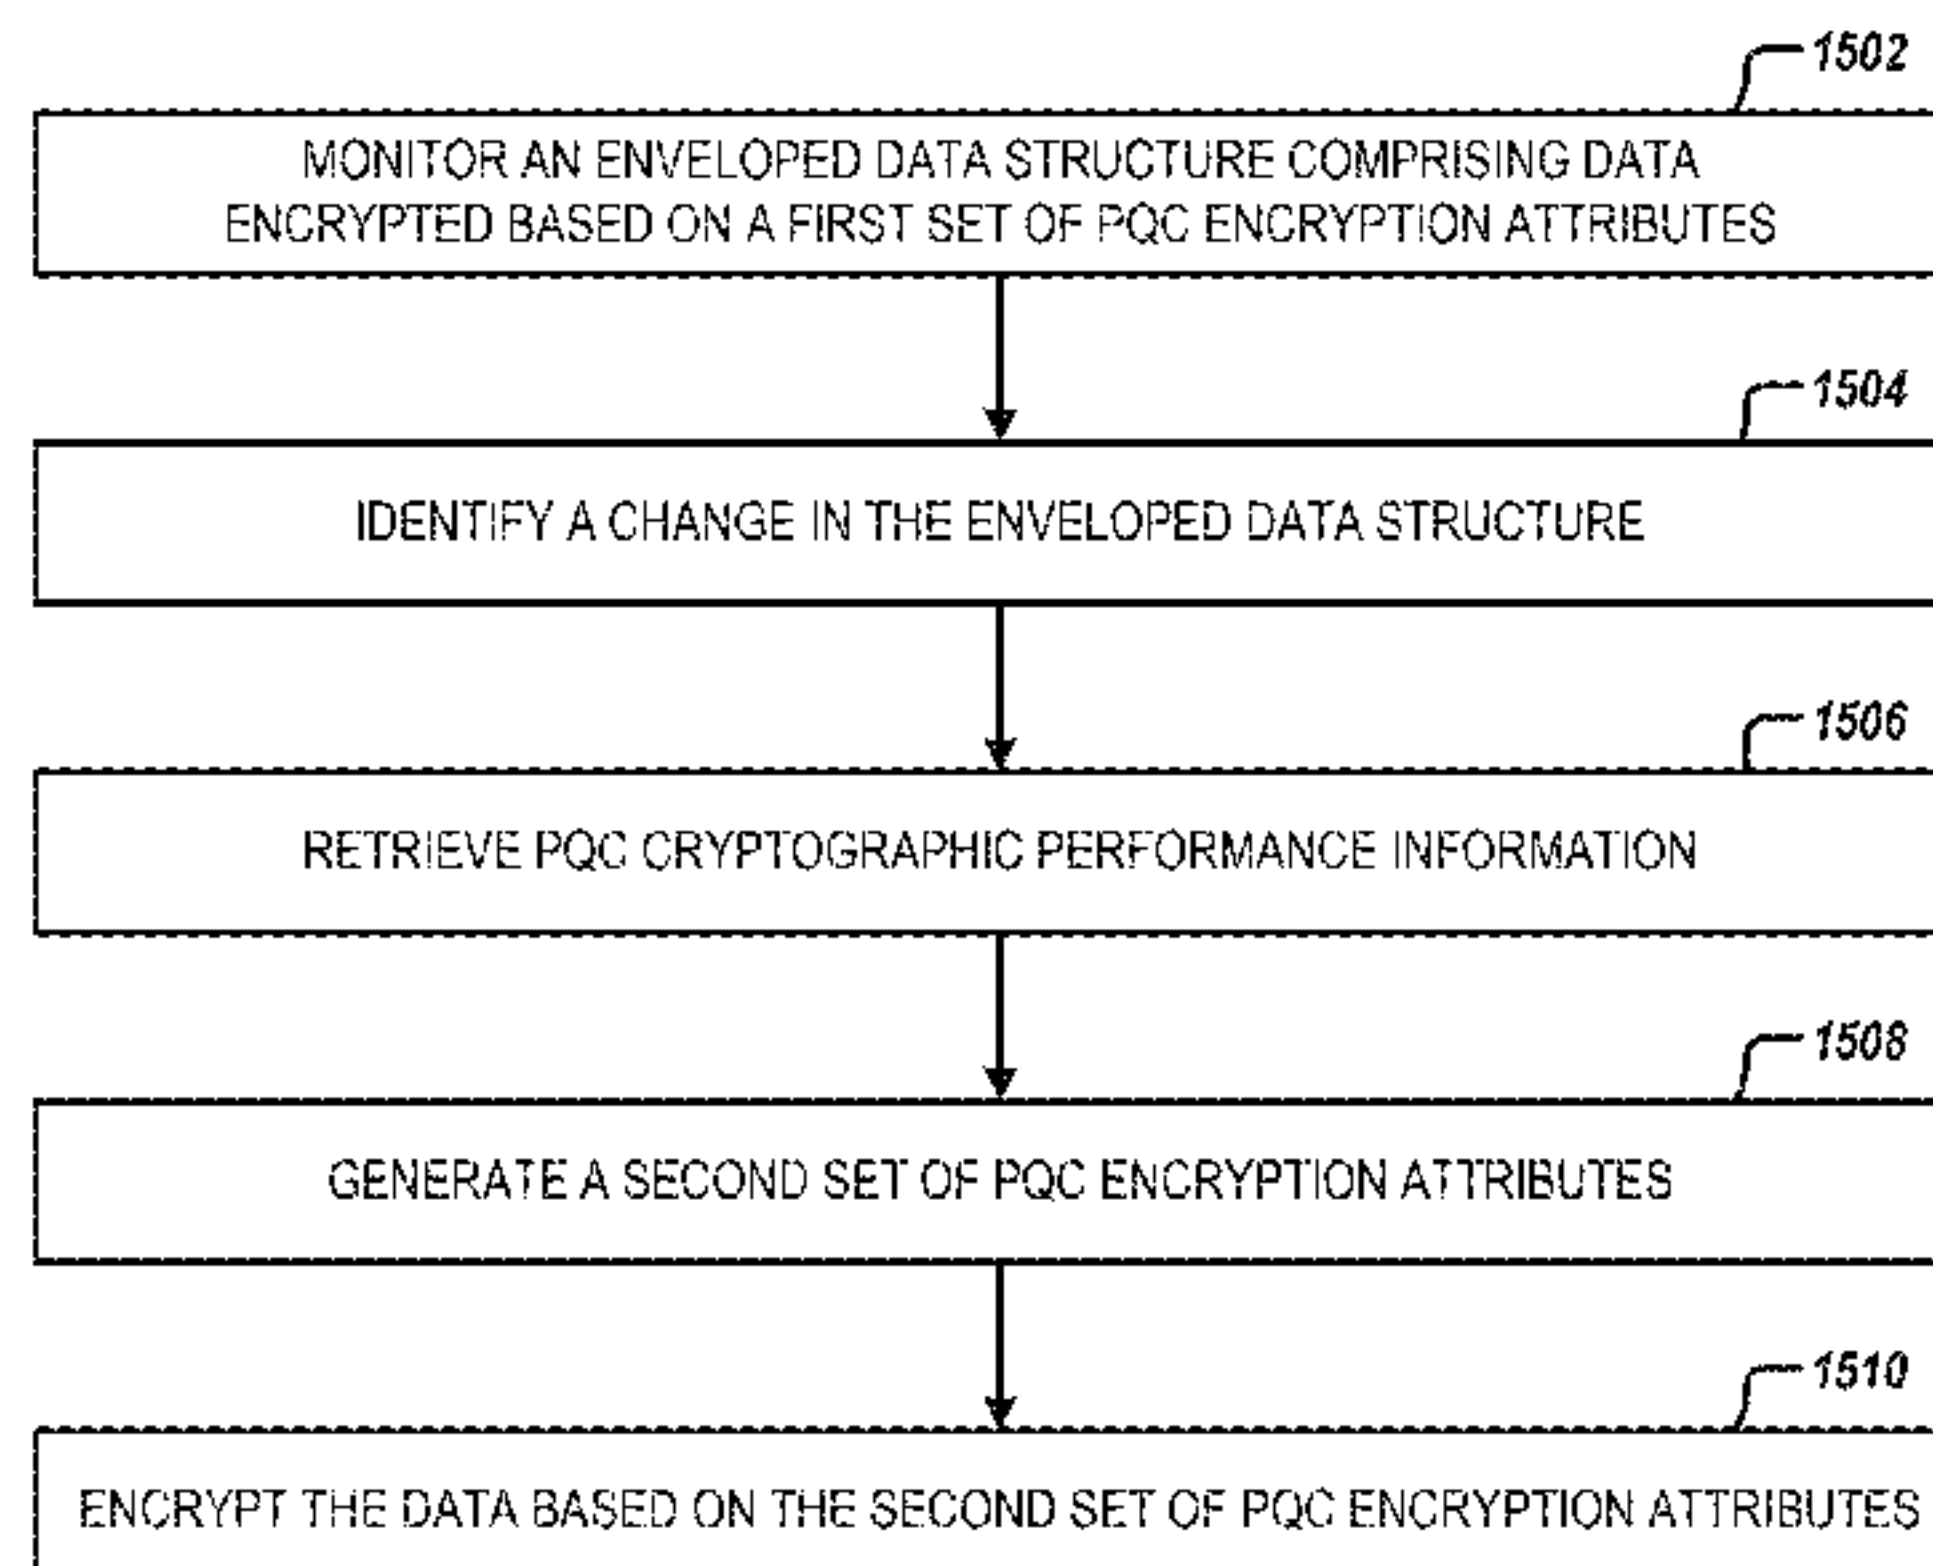 1502
MONITOR AN ENVELOPED DATA STRUCTURE COMPRISING DATA
ENCRYPTED BASED ON A FIRST SET OF PQC ENCRYPTION ATTRIBUTES
1504
IDENTIFY A CHANGE IN THE ENVELOPED DATA STRUCTURE
1506
RETRIEVE PQC CRYPTOGRAPHIC PERFORMANCE INFORMATION
1508
GENERATE A SECOND SET OF PQC ENCRYPTION ATTRIBUTES
1510
ENCRYPT THE DATA BASED ON THE SECOND SET OF PQC ENCRYPTION ATTRIBUTES